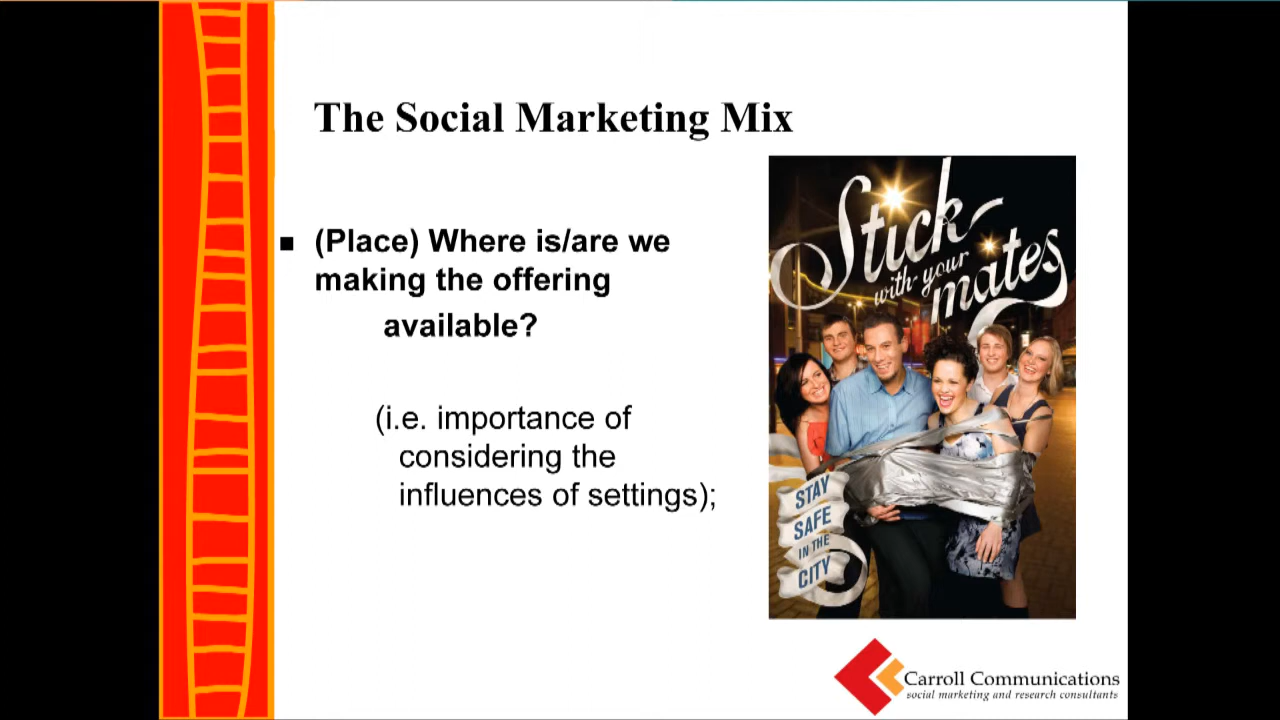 The Social Marketing Mix
(Place) Where is/are we
making the offering
available?
(i.e. importance of
considering the
influences of settings);
Stick
with your
mates
STAY
SAFE
IN THE
CITY
Carroll Communications
social marketing and research consultants